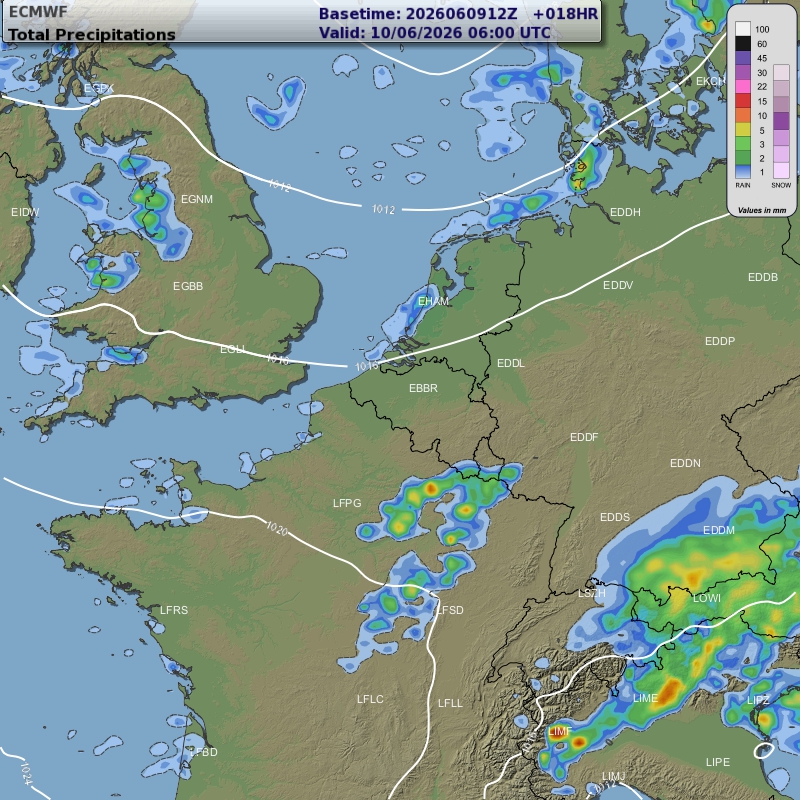 ECMWF
Basetime: 2026060912Z +018HR
Total Precipitations
Valid: 10/06/2026 06:00 UTC
100
60
45
30
22
15
10
5
3
2
1
RAIN SNOW
Values in mm
EKCH
EGPK
1012
1012
EGNM
EIDW
EDDH
EGBB
EDDV
EDDB
EHAM
EDDP
EGLL
1016
1016
EDDL
EBBR
EDDF
EDDN
LFPG
EDDS
EDDM
1020
LSZH
LOWI
LFRS
LFSD
LFLC
LFLL
LIME
LIPZ
LIMF
LFBD
LIPE
1024
LIMJ
1012